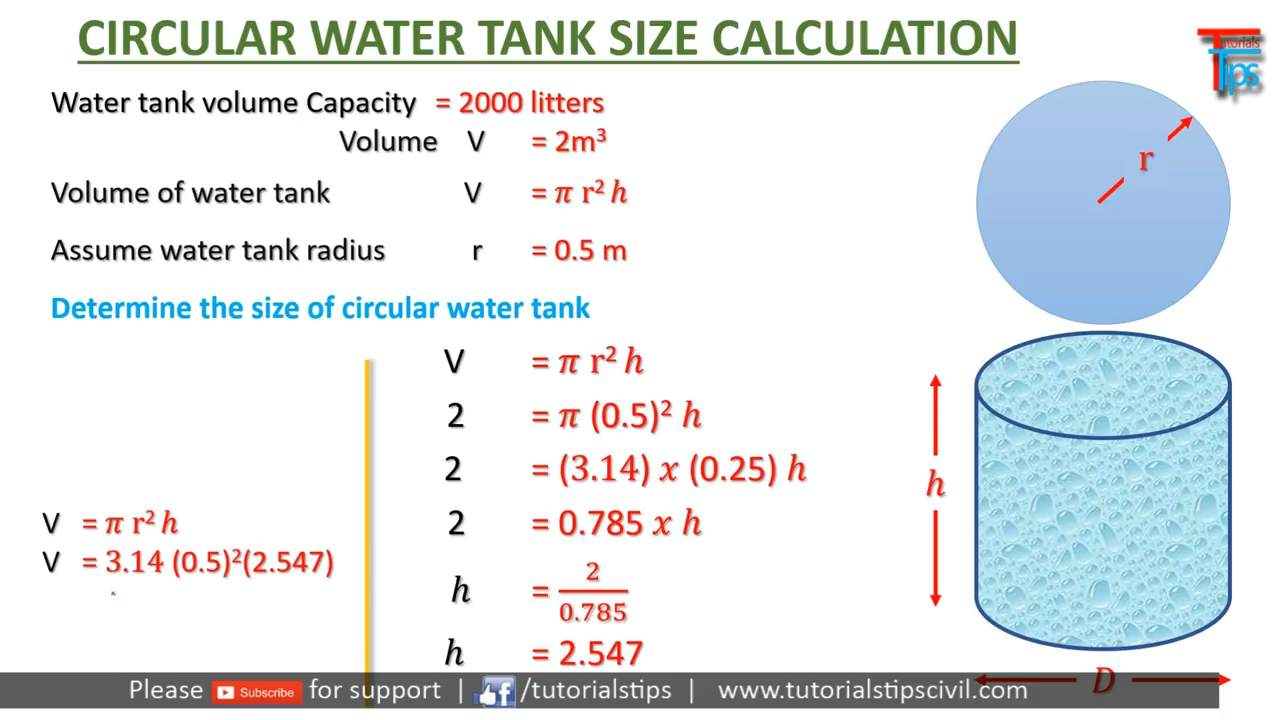 CIRCULAR WATER TANK SIZE CALCULATION
Tutorials
Tips
Water tank volume Capacity = 2000 litters
Volume V = 2m³
Volume of water tank V = π r² h
Assume water tank radius r = 0.5 m
Determine the size of circular water tank
V = π r² h
2 = π (0.5)² h
2 = (3.14) x (0.25) h
2 = 0.785 x h
h = 2/0.785
h = 2.547
V = π r² h
V = 3.14 (0.5)²(2.547)
r
h
D
Please Subscribe for support | f /tutorialstips | www.tutorialstipscivil.com